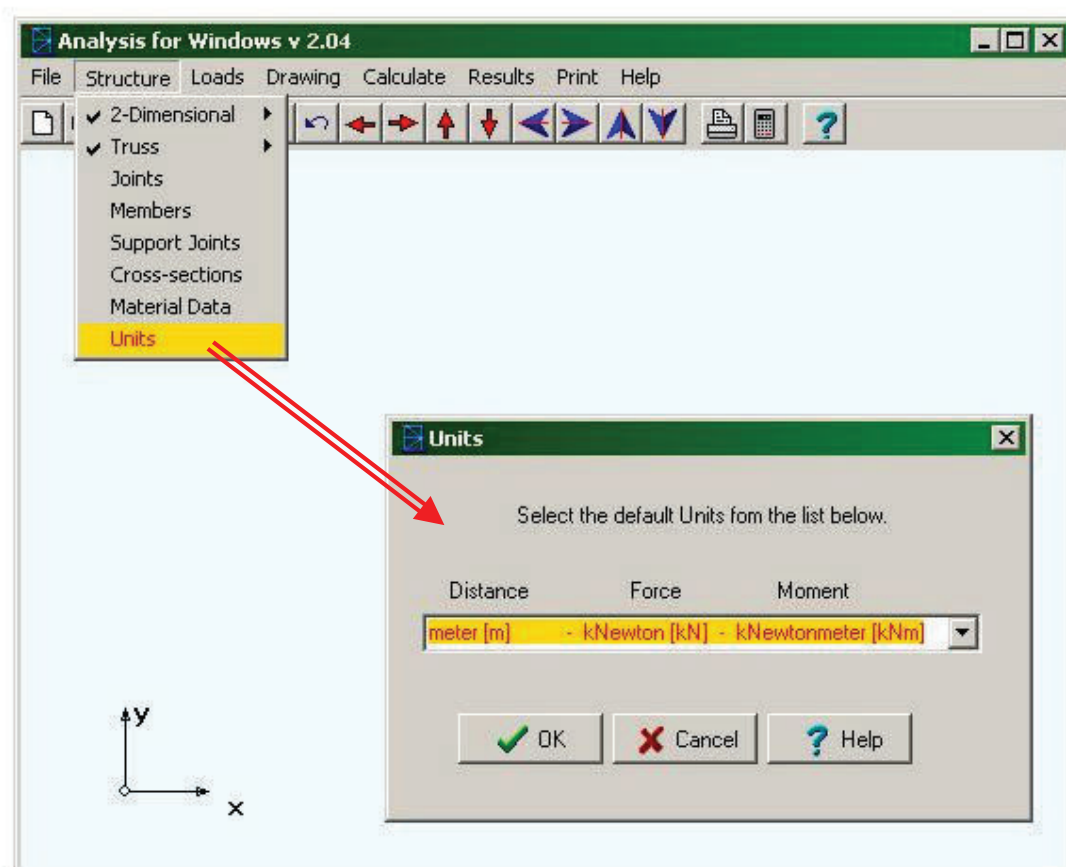 Analysis for Windows v 2.04
File Structure Loads Drawing Calculate Results Print Help
2-Dimensional
Truss
Joints
Members
Support Joints
Cross-sections
Material Data
Units
Units
Select the default Units fom the list below.
Distance Force Moment
meter [m] - kNewton [kN] - kNewtonmeter [kNm]
OK Cancel Help
y
x